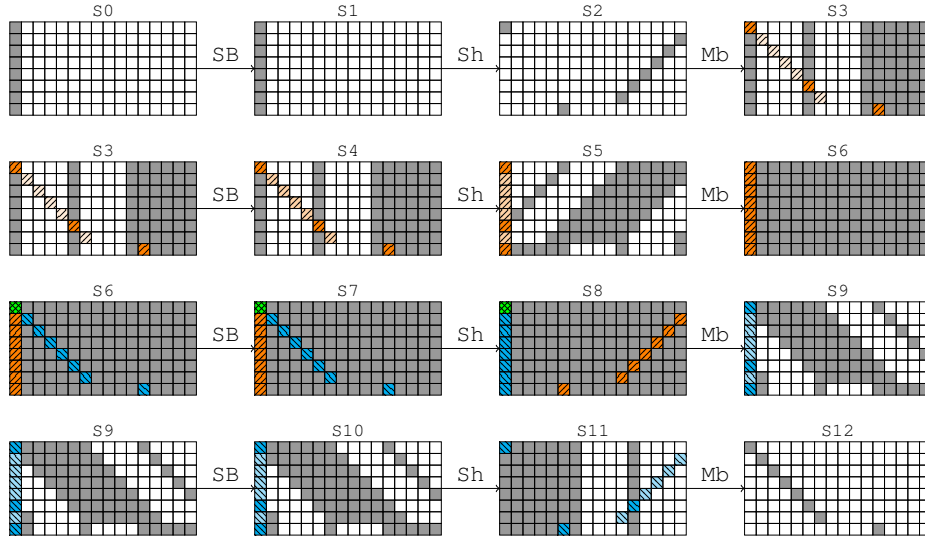 S0 S1 S2 S3
SB Sh Mb
S3 S4 S5 S6
SB Sh Mb
S6 S7 S8 S9
SB Sh Mb
S9 S10 S11 S12
SB Sh Mb